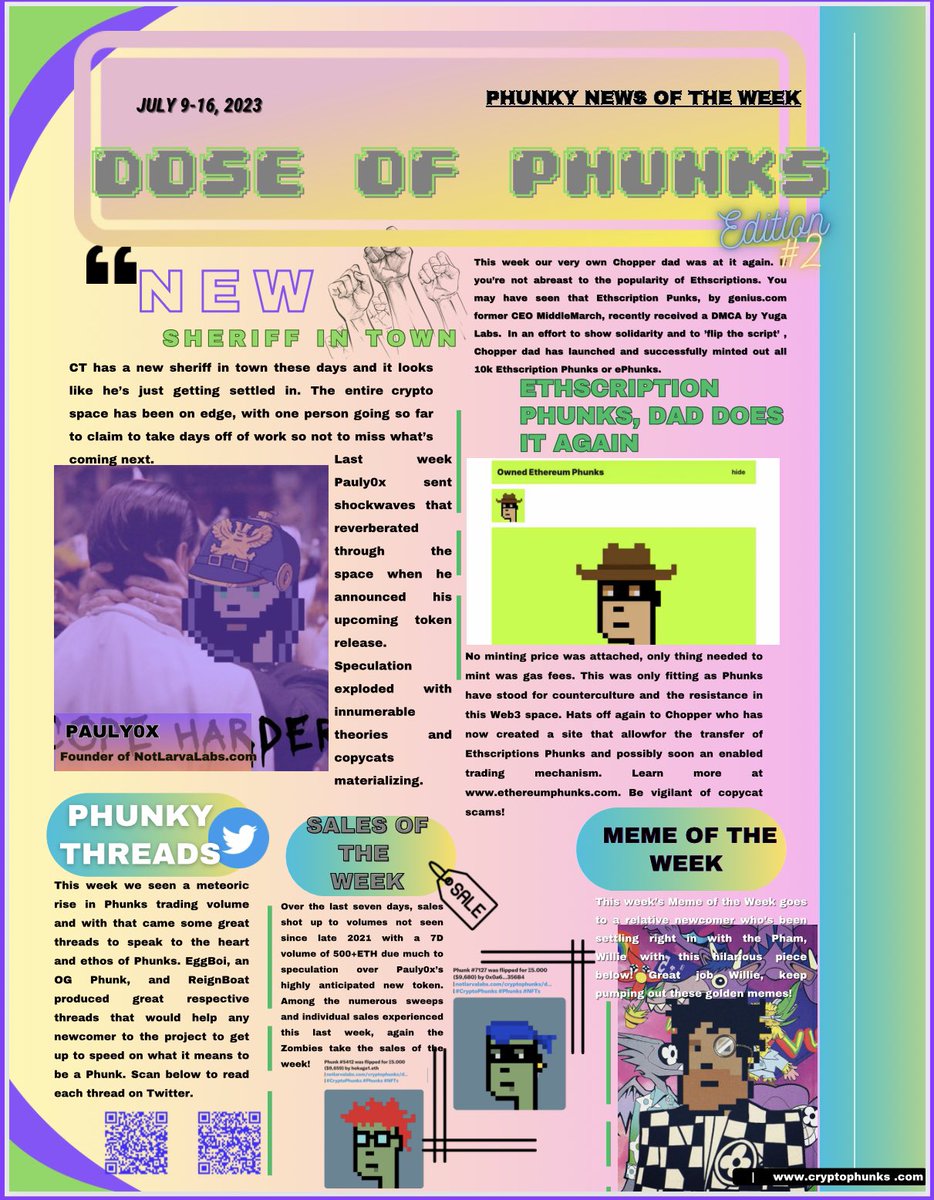 JULY 9-16, 2023
PHUNKY NEWS OF THE WEEK
DOSE OF PHUNKS
Edition
#2
“ NEW
SHERIFF IN TOWN
CT has a new sheriff in town these days and it looks
like he's just getting settled in. The entire crypto
space has been on edge, with one person going so far
to claim to take days off of work so not to miss what's
coming next.
Last week
Pauly0x sent
shockwaves that
reverberated
through the
space when he
announced his
upcoming token
release.
Speculation
exploded with
innumerable
theories and
copycats
materializing.
COPE HARDER
PAULY0X
Founder of NotLarvaLabs.com
This week our very own Chopper dad was at it again. If
you're not abreast to the popularity of Ethscriptions. You
may have seen that Ethscription Punks, by genius.com
former CEO MiddleMarch, recently received a DMCA by Yuga
Labs. In an effort to show solidarity and to 'flip the script' ,
Chopper dad has launched and successfully minted out all
10k Ethscription Phunks or ePhunks.
ETHSCRIPTION
PHUNKS, DAD DOES
IT AGAIN
Owned Ethereum Phunks
hide
No minting price was attached, only thing needed to
mint was gas fees. This was only fitting as Phunks
have stood for counterculture and the resistance in
this Web3 space. Hats off again to Chopper who has
now created a site that allowfor the transfer of
Ethscriptions Phunks and possibly soon an enabled
trading mechanism. Learn more at
www.ethereumphunks.com. Be vigilant of copycat
scams!
PHUNKY
THREADS
This week we seen a meteoric
rise in Phunks trading volume
and with that came some great
threads to speak to the heart
and ethos of Phunks. EggBoi, an
OG Phunk, and ReignBoat
produced great respective
threads that would help any
newcomer to the project to get
up to speed on what it means to
be a Phunk. Scan below to read
each thread on Twitter.
SALES OF
THE
WEEK
SALE
Over the last seven days, sales
shot up to volumes not seen
since late 2021 with a 7D
volume of 500+ETH due much to
speculation over Pauly0x's
highly anticipated new token.
Among the numerous sweeps
and individual sales experienced
this last week, again the
Zombies take the sales of the
week!
Phunk #5412 was flipped for Ξ5.000
($9,659) by
notlarvalabs.com/cryptophunks/d...
#CryptoPhunks #Phunks #NFTs
Phunk #7127 was flipped for Ξ5.000
($9,680) by 0x0a6...356B4
notlarvalabs.com/cryptophunks/d...
#CryptoPhunks #Phunks #NFTs
MEME OF THE
WEEK
This week's Meme of the Week goes
to a relative newcomer who's been
settling right in with the Pham,
Willie with this hilarious piece
below! Great job Willie, keep
pumping out these golden memes!
www.cryptophunks .com